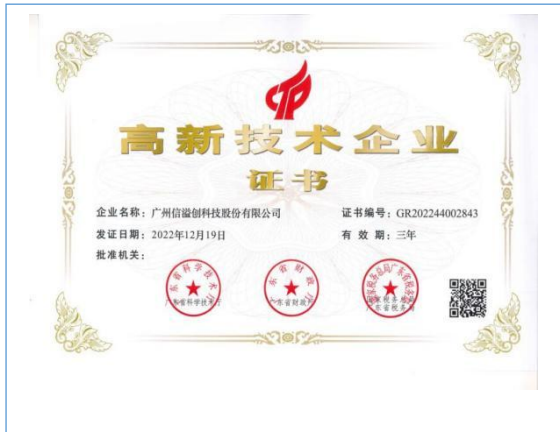 高新技术企业
证书
企业名称：广州信溢创科技股份有限公司
证书编号：GR202244002843
发证日期：2022年12月19日
有 效 期：三年
批准机关：
广东省科学技术厅
广东省财政厅
国家税务总局
广东省税务局